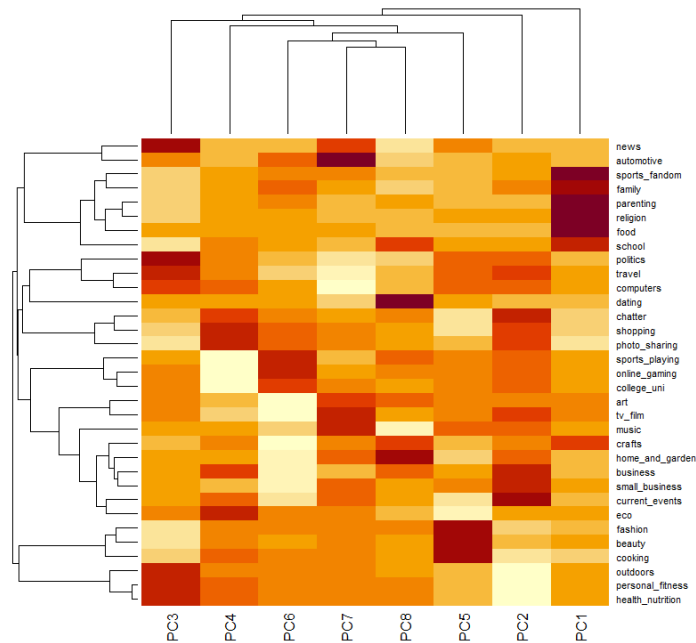 news
automotive
sports_fandom
family
parenting
religion
food
school
politics
travel
computers
dating
chatter
shopping
photo_sharing
sports_playing
online_gaming
college_uni
art
tv_film
music
crafts
home_and_garden
business
small_business
current_events
eco
fashion
beauty
cooking
outdoors
personal_fitness
health_nutrition
PC3 PC4 PC6 PC7 PC8 PC5 PC2 PC1